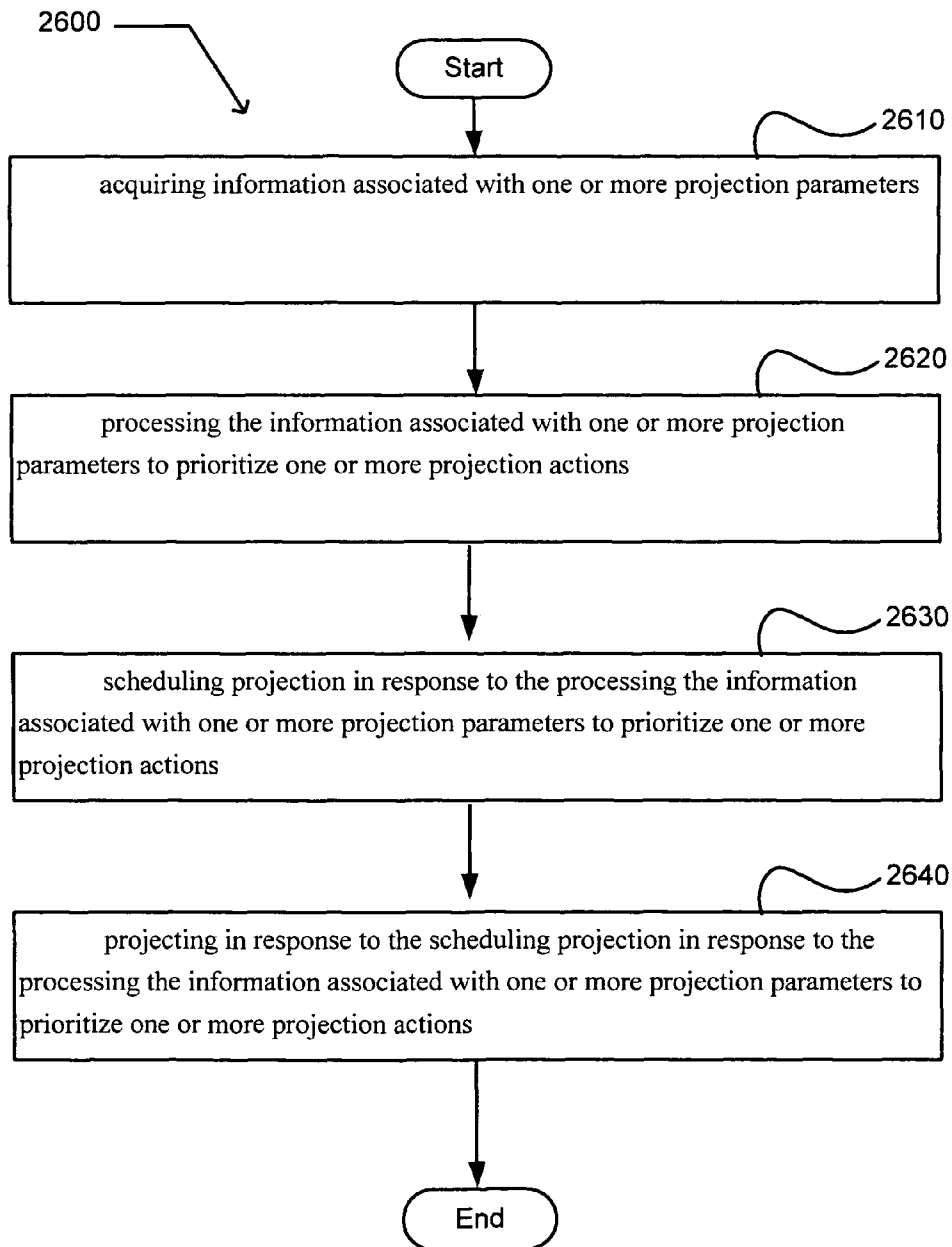 2600
Start
2610
acquiring information associated with one or more projection parameters
2620
processing the information associated with one or more projection
parameters to prioritize one or more projection actions
2630
scheduling projection in response to the processing the information
associated with one or more projection parameters to prioritize one or more
projection actions
2640
projecting in response to the scheduling projection in response to the
processing the information associated with one or more projection parameters to
prioritize one or more projection actions
End